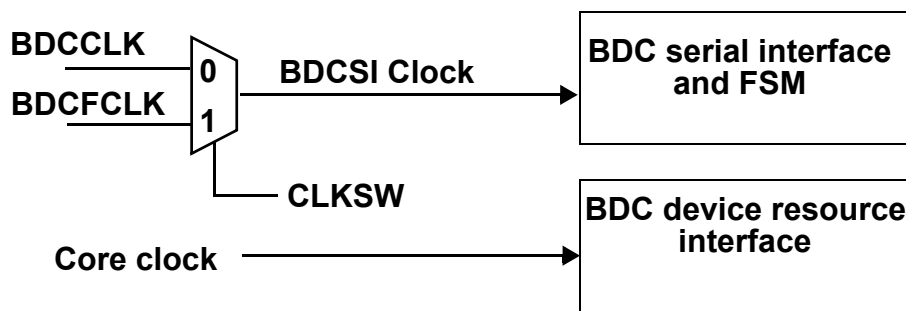 BDCCLK
BDCFCLK
0
1
BDCSI Clock
CLKSW
BDC serial interface
and FSM
Core clock
BDC device resource
interface